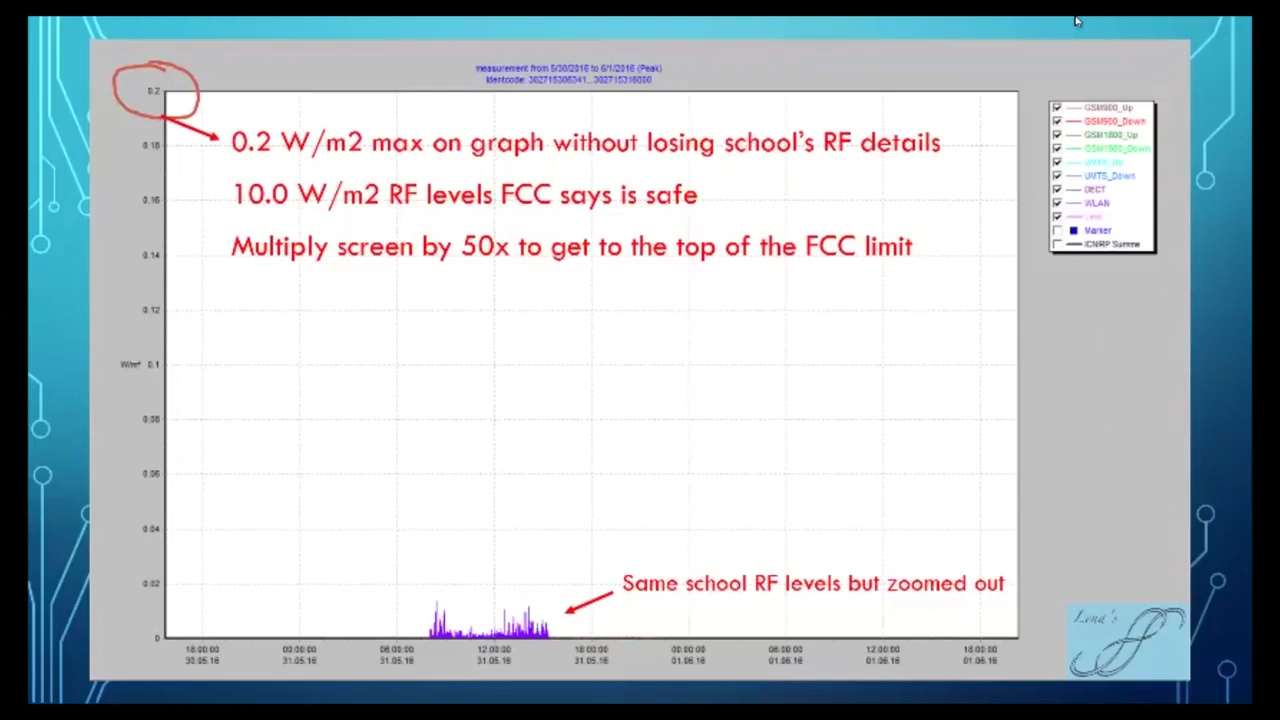 measurement from 5/30/2016 to 6/1/2016 (Peak)
Identcode: 302715306341...302715316000
0.2
0.2 W/m2 max on graph without losing school's RF details
0.18
10.0 W/m2 RF levels FCC says is safe
0.16
Multiply screen by 50x to get to the top of the FCC limit
0.14
0.12
W/m² 0.1
0.08
0.06
0.04
0.02
Same school RF levels but zoomed out
0
18:00:00 00:00:00 06:00:00 12:00:00 18:00:00 00:00:00 06:00:00 12:00:00 18:00:00
30.05.16 31.05.16 31.05.16 31.05.16 31.05.16 01.06.16 01.06.16 01.06.16 01.06.16
GSM900_Up
GSM900_Down
GSM1800_Up
GSM1800_Down
UMTS_Up
UMTS_Down
DECT
WLAN
Marker
ICNIRP Summe